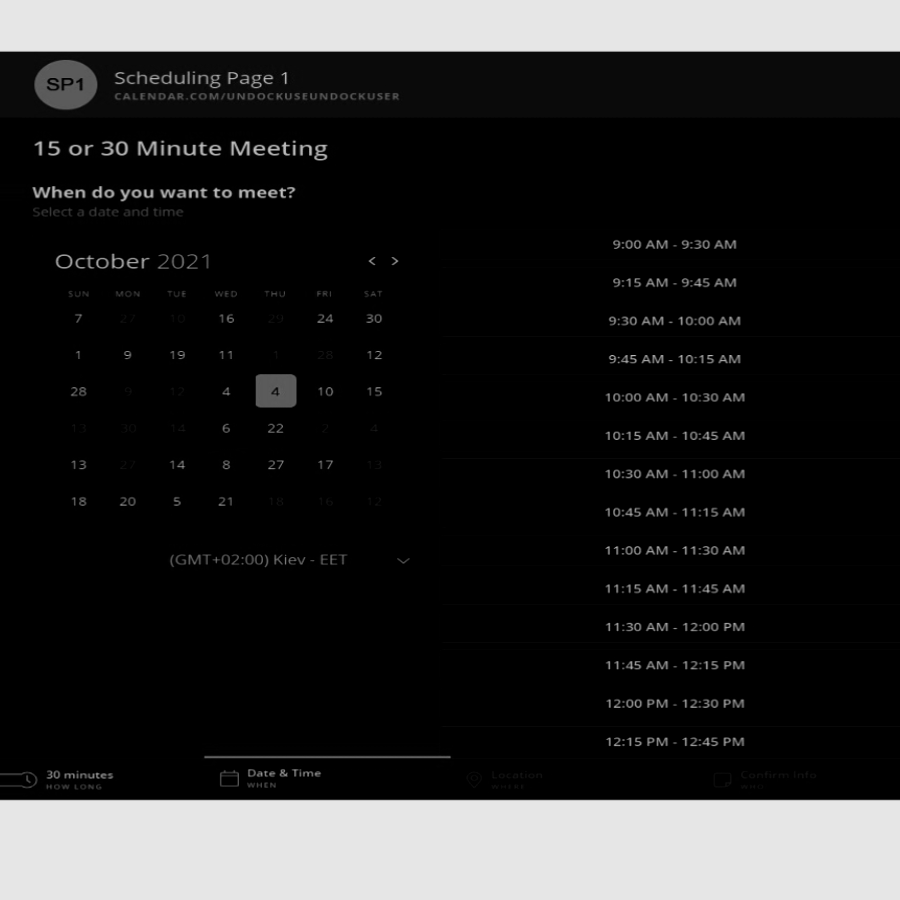 SP1
Scheduling Page 1
CALENDAR.COM/UNDOCKUSEUNDOCKUSER
15 or 30 Minute Meeting
When do you want to meet?
Select a date and time
October 2021
< >
SUN MON TUE WED THU FRI SAT
7 27 10 16 29 24 30
1 9 19 11 1 28 12
28 9 12 4 4 10 15
13 30 14 6 22 2 4
13 27 14 8 27 17 13
18 20 5 21 18 16 12
(GMT+02:00) Kiev - EET
9:00 AM - 9:30 AM
9:15 AM - 9:45 AM
9:30 AM - 10:00 AM
9:45 AM - 10:15 AM
10:00 AM - 10:30 AM
10:15 AM - 10:45 AM
10:30 AM - 11:00 AM
10:45 AM - 11:15 AM
11:00 AM - 11:30 AM
11:15 AM - 11:45 AM
11:30 AM - 12:00 PM
11:45 AM - 12:15 PM
12:00 PM - 12:30 PM
12:15 PM - 12:45 PM
30 minutes
HOW LONG
Date & Time
WHEN
Location
WHERE
Confirm Info
WHO